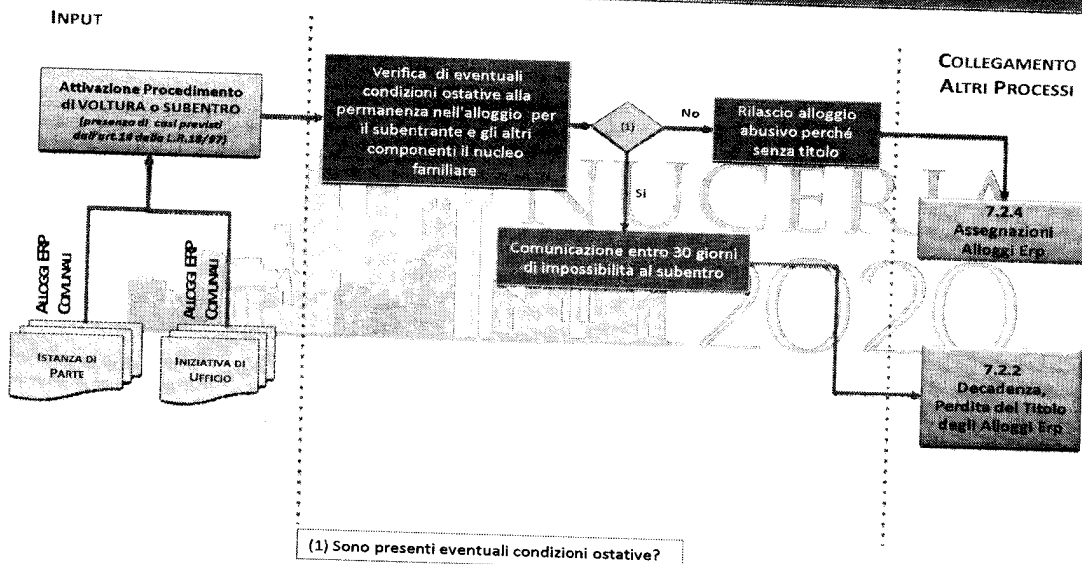 INPUT
Attivazione Procedimento
di VOLTURA o SUBENTRO
(presenza di casi previsti
dell'art.16 della L.R.18/97)
ALLOGGI ERP
COMUNALI
ALLOGGI ERP
COMUNALI
ISTANZA DI
PARTE
INIZIATIVA DI
UFFICIO
Verifica di eventuali
condizioni ostative alla
permanenza nell'alloggio per
il subentrante e gli altri
componenti il nucleo
familiare
(1)
No
Si
Rilascio alloggio
abusivo perché
senza titolo
Comunicazione entro 30 giorni
di impossibilità al subentro
NUCERIA
2020
COLLEGAMENTO
ALTRI PROCESSI
7.2.4
Assegnazioni
Alloggi Erp
7.2.2
Decadenza,
Perdita del Titolo
degli Alloggi Erp
(1) Sono presenti eventuali condizioni ostative?